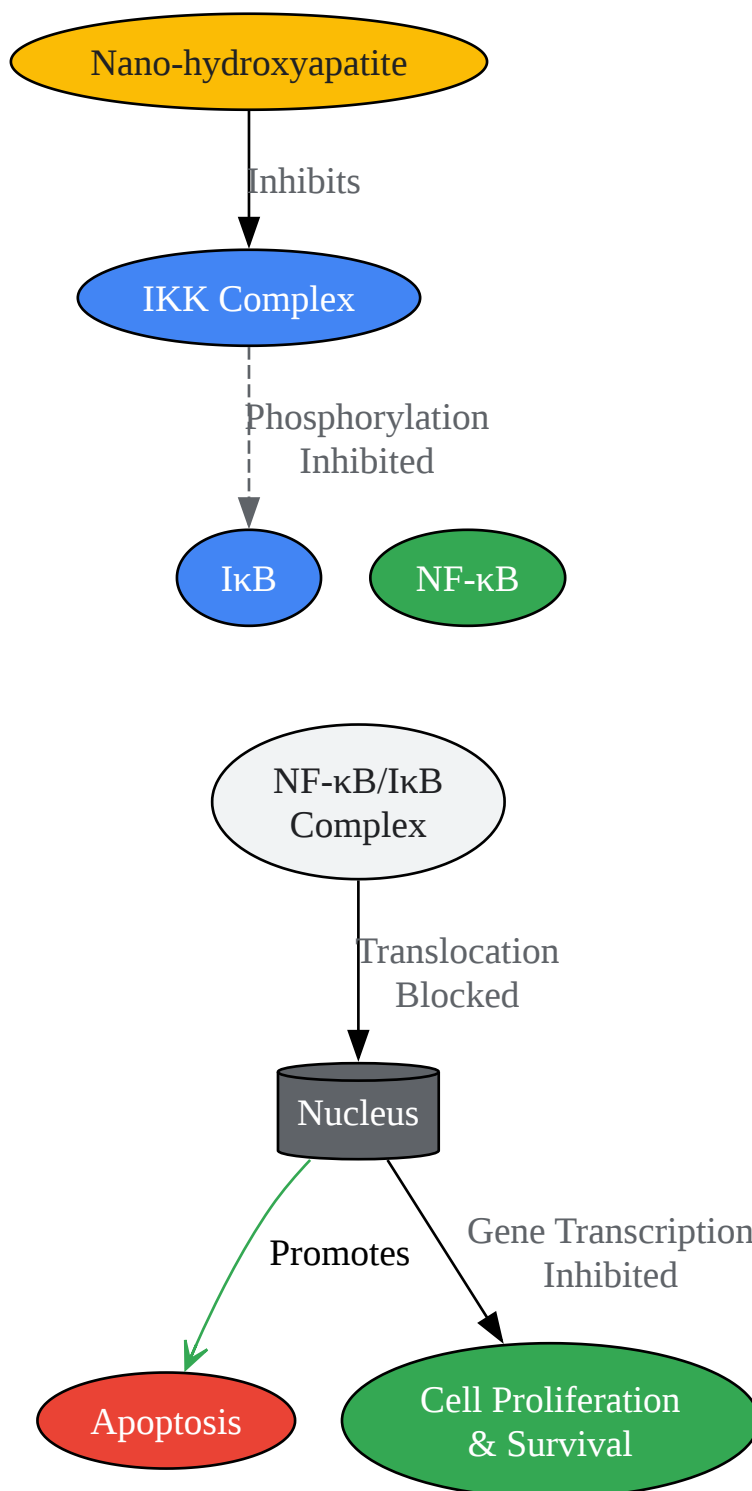 Nano-hydroxyapatite
Inhibits
IKK Complex
Phosphorylation
Inhibited
IκB
NF-κB
NF-κB/IκB
Complex
Translocation
Blocked
Nucleus
Promotes
Gene Transcription
Inhibited
Apoptosis
Cell Proliferation
& Survival